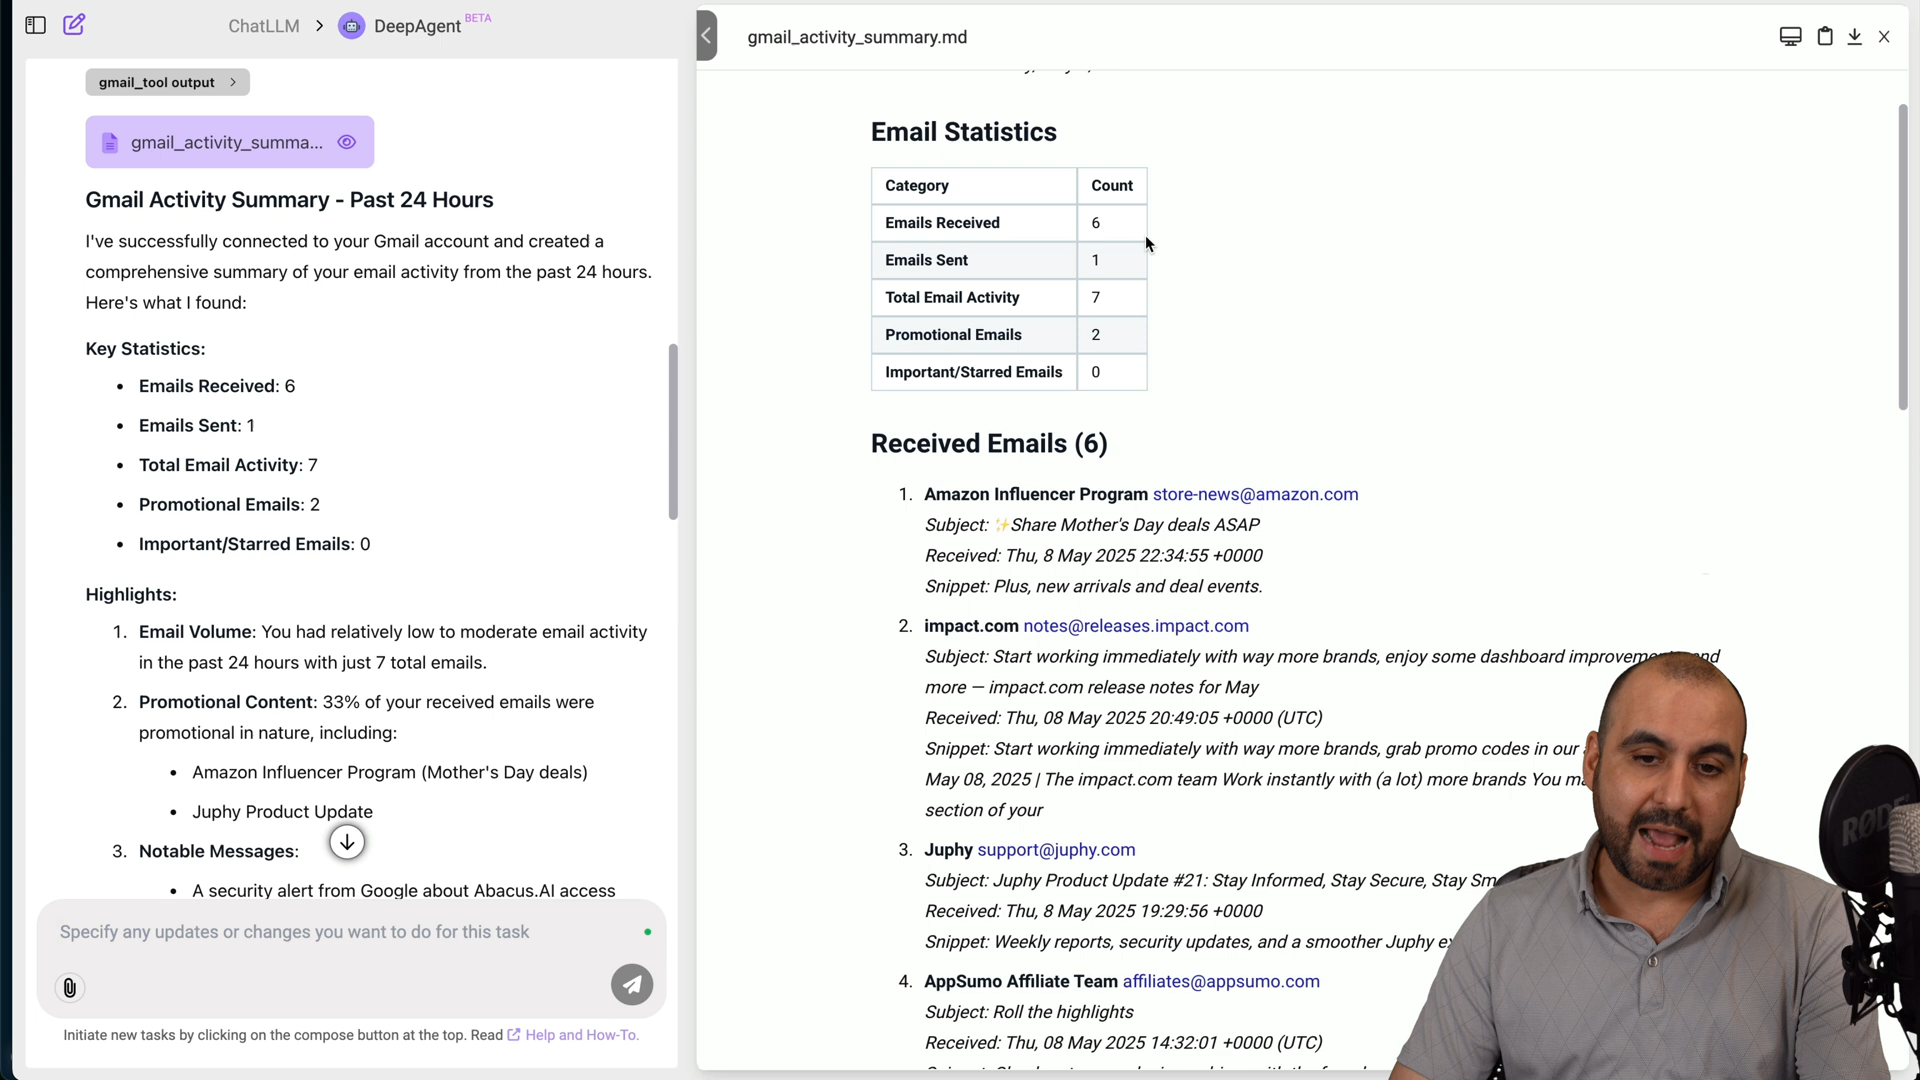 ChatLLM > DeepAgent BETA
gmail_tool output >
gmail_activity_summa...
Gmail Activity Summary - Past 24 Hours
I've successfully connected to your Gmail account and created a
comprehensive summary of your email activity from the past 24 hours.
Here's what I found:
Key Statistics:
• Emails Received: 6
• Emails Sent: 1
• Total Email Activity: 7
• Promotional Emails: 2
• Important/Starred Emails: 0
Highlights:
1. Email Volume: You had relatively low to moderate email activity
in the past 24 hours with just 7 total emails.
2. Promotional Content: 33% of your received emails were
promotional in nature, including:
• Amazon Influencer Program (Mother's Day deals)
• Juphy Product Update
3. Notable Messages:
• A security alert from Google about Abacus.AI access
Specify any updates or changes you want to do for this task
Initiate new tasks by clicking on the compose button at the top. Read Help and How-To.
gmail_activity_summary.md
Email Statistics
Category Count
Emails Received 6
Emails Sent 1
Total Email Activity 7
Promotional Emails 2
Important/Starred Emails 0
Received Emails (6)
1. Amazon Influencer Program store-news@amazon.com
Subject: ✨Share Mother's Day deals ASAP
Received: Thu, 8 May 2025 22:34:55 +0000
Snippet: Plus, new arrivals and deal events.
2. impact.com notes@releases.impact.com
Subject: Start working immediately with way more brands, enjoy some dashboard improvements and
more — impact.com release notes for May
Received: Thu, 08 May 2025 20:49:05 +0000 (UTC)
Snippet: Start working immediately with way more brands, grab promo codes in our
May 08, 2025 | The impact.com team Work instantly with (a lot) more brands You
section of your
3. Juphy support@juphy.com
Subject: Juphy Product Update #21: Stay Informed, Stay Secure, Stay
Received: Thu, 8 May 2025 19:29:56 +0000
Snippet: Weekly reports, security updates, and a smoother Juphy
4. AppSumo Affiliate Team affiliates@appsumo.com
Subject: Roll the highlights
Received: Thu, 08 May 2025 14:32:01 +0000 (UTC)
RØDE